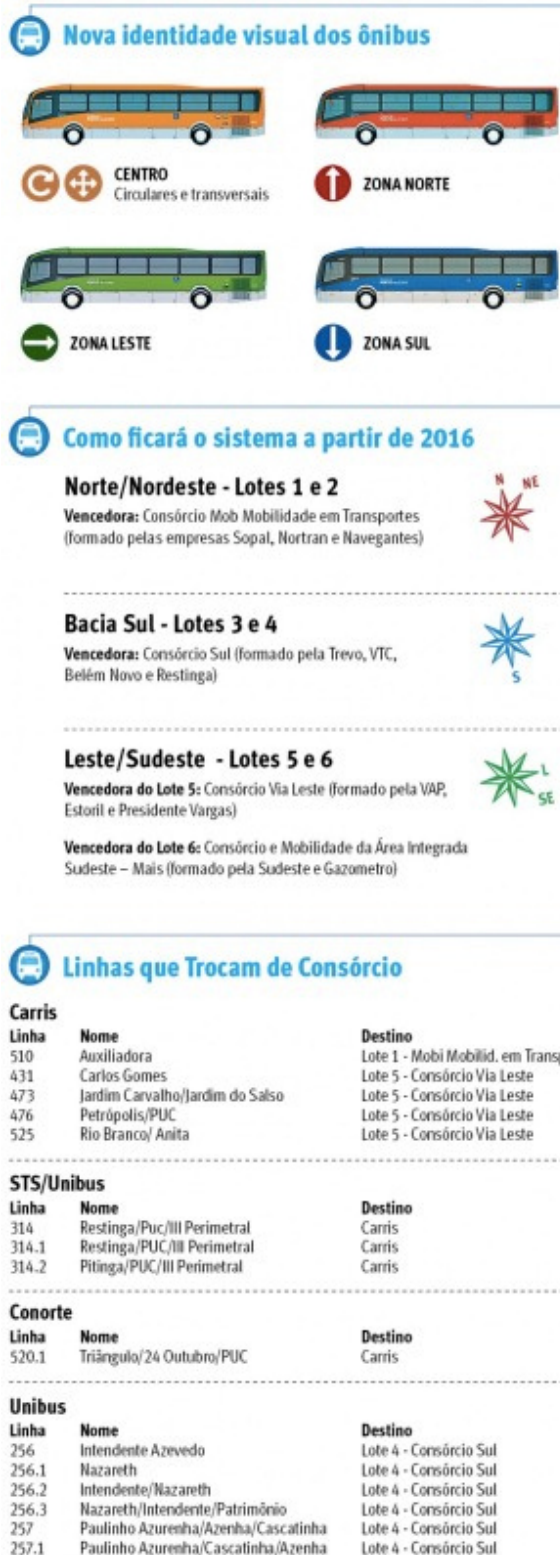 Nova identidade visual dos ônibus
CENTRO
Circulares e transversais
ZONA NORTE
ZONA LESTE
ZONA SUL
Como ficará o sistema a partir de 2016
Norte/Nordeste - Lotes 1 e 2
N NE
Vencedora: Consórcio Mob Mobilidade em Transportes
(formado pelas empresas Sopal, Nortran e Navegantes)
Bacia Sul - Lotes 3 e 4
Vencedora: Consórcio Sul (formado pela Trevo, VTC,
Belém Novo e Restinga)
S
Leste/Sudeste - Lotes 5 e 6
L
SE
Vencedora do Lote 5: Consórcio Via Leste (formado pela VAP,
Estoril e Presidente Vargas)
Vencedora do Lote 6: Consórcio e Mobilidade da Área Integrada
Sudeste – Mais (formado pela Sudeste e Gazometro)
Linhas que Trocam de Consórcio
Carris
Linha Nome Destino
510 Auxiliadora Lote 1 - Mobi Mobilid. em Transp
431 Carlos Gomes Lote 5 - Consórcio Via Leste
473 Jardim Carvalho/Jardim do Salso Lote 5 - Consórcio Via Leste
476 Petrópolis/PUC Lote 5 - Consórcio Via Leste
525 Rio Branco/ Anita Lote 5 - Consórcio Via Leste
STS/Unibus
Linha Nome Destino
314 Restinga/Puc/III Perimetral Carris
314.1 Restinga/PUC/III Perimetral Carris
314.2 Pitinga/PUC/III Perimetral Carris
Conorte
Linha Nome Destino
520.1 Triângulo/24 Outubro/PUC Carris
Unibus
Linha Nome Destino
256 Intendente Azevedo Lote 4 - Consórcio Sul
256.1 Nazareth Lote 4 - Consórcio Sul
256.2 Intendente/Nazareth Lote 4 - Consórcio Sul
256.3 Nazareth/Intendente/Patrimônio Lote 4 - Consórcio Sul
257 Paulinho Azurenha/Azenha/Cascatinha Lote 4 - Consórcio Sul
257.1 Paulinho Azurenha/Cascatinha/Azenha Lote 4 - Consórcio Sul